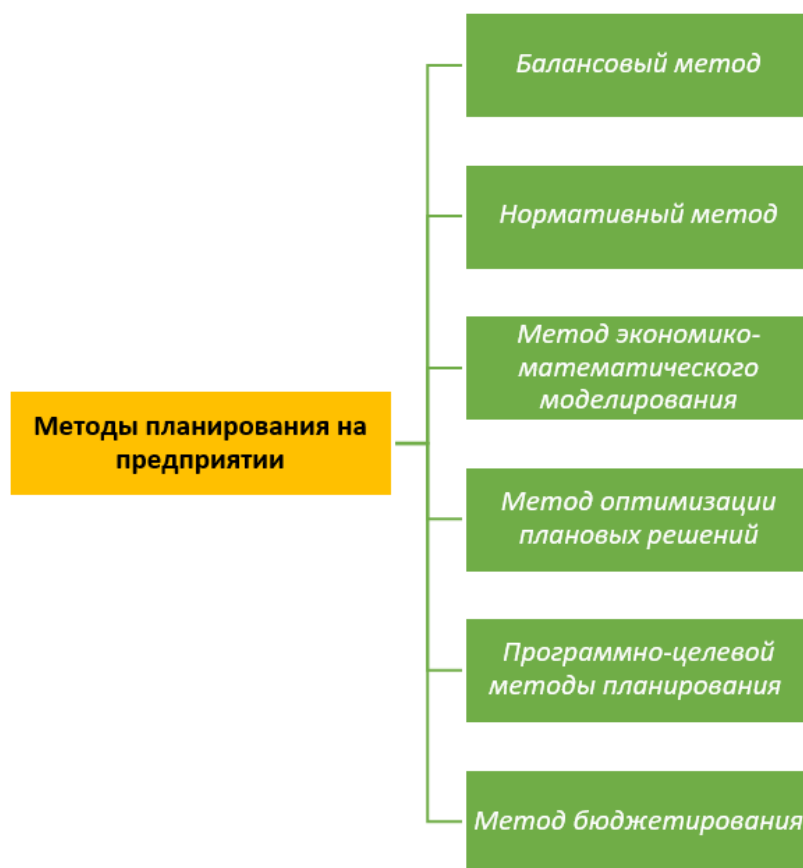 Балансовый метод
Нормативный метод
Метод экономико-
математического
моделирования
Методы планирования на
предприятии
Метод оптимизации
плановых решений
Программно-целевой
методы планирования
Метод бюджетирования